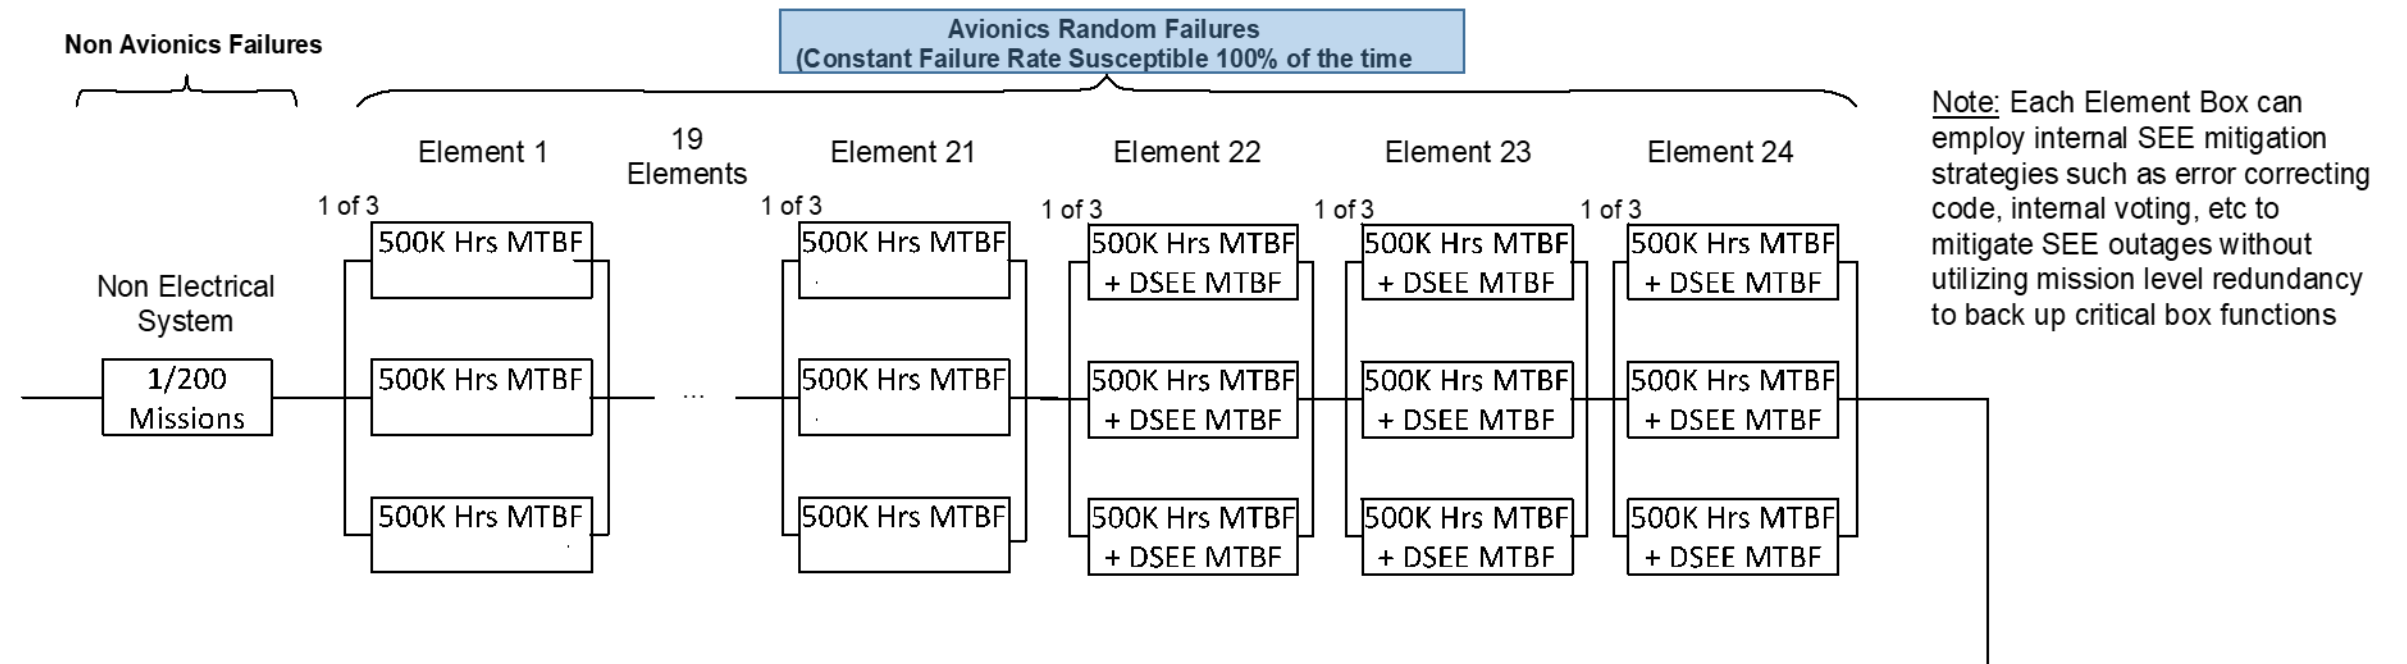 Non Avionics Failures
Avionics Random Failures
(Constant Failure Rate Susceptible 100% of the time
Element 1
19
Elements
Element 21
Element 22
Element 23
Element 24
Note: Each Element Box can
employ internal SEE mitigation
strategies such as error correcting
code, internal voting, etc to
mitigate SEE outages without
utilizing mission level redundancy
to back up critical box functions
Non Electrical
System
1/200
Missions
1 of 3
500K Hrs MTBF
500K Hrs MTBF
500K Hrs MTBF
...
1 of 3
500K Hrs MTBF
500K Hrs MTBF
500K Hrs MTBF
1 of 3
500K Hrs MTBF
+ DSEE MTBF
500K Hrs MTBF
+ DSEE MTBF
500K Hrs MTBF
+ DSEE MTBF
1 of 3
500K Hrs MTBF
+ DSEE MTBF
500K Hrs MTBF
+ DSEE MTBF
500K Hrs MTBF
+ DSEE MTBF
1 of 3
500K Hrs MTBF
+ DSEE MTBF
500K Hrs MTBF
+ DSEE MTBF
500K Hrs MTBF
+ DSEE MTBF